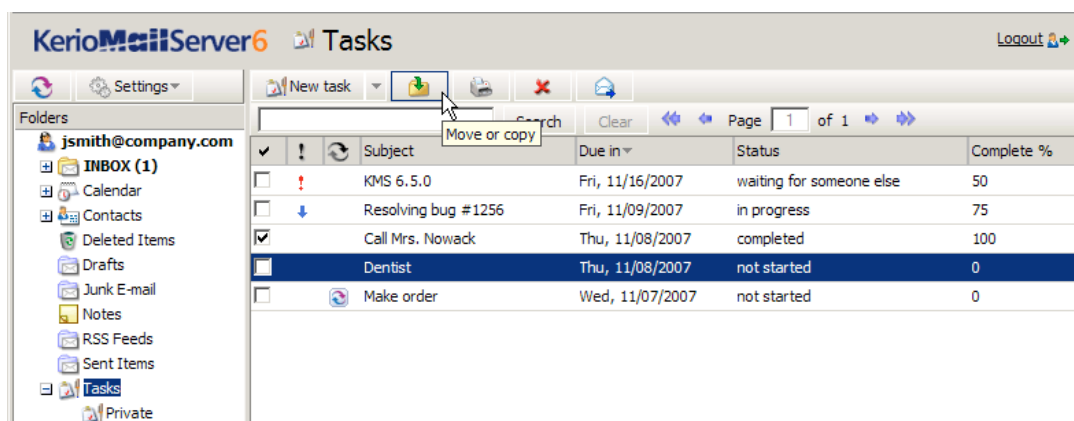 KerioMailServer6 Tasks Logout
Settings New task
Folders Search Clear Page 1 of 1
Move or copy
jsmith@company.com
! Subject Due in Status Complete %
INBOX (1)
! KMS 6.5.0 Fri, 11/16/2007 waiting for someone else 50
Calendar
Resolving bug #1256 Fri, 11/09/2007 in progress 75
Contacts
Call Mrs. Nowack Thu, 11/08/2007 completed 100
Deleted Items
Dentist Thu, 11/08/2007 not started 0
Drafts
Make order Wed, 11/07/2007 not started 0
Junk E-mail
Notes
RSS Feeds
Sent Items
Tasks
Private